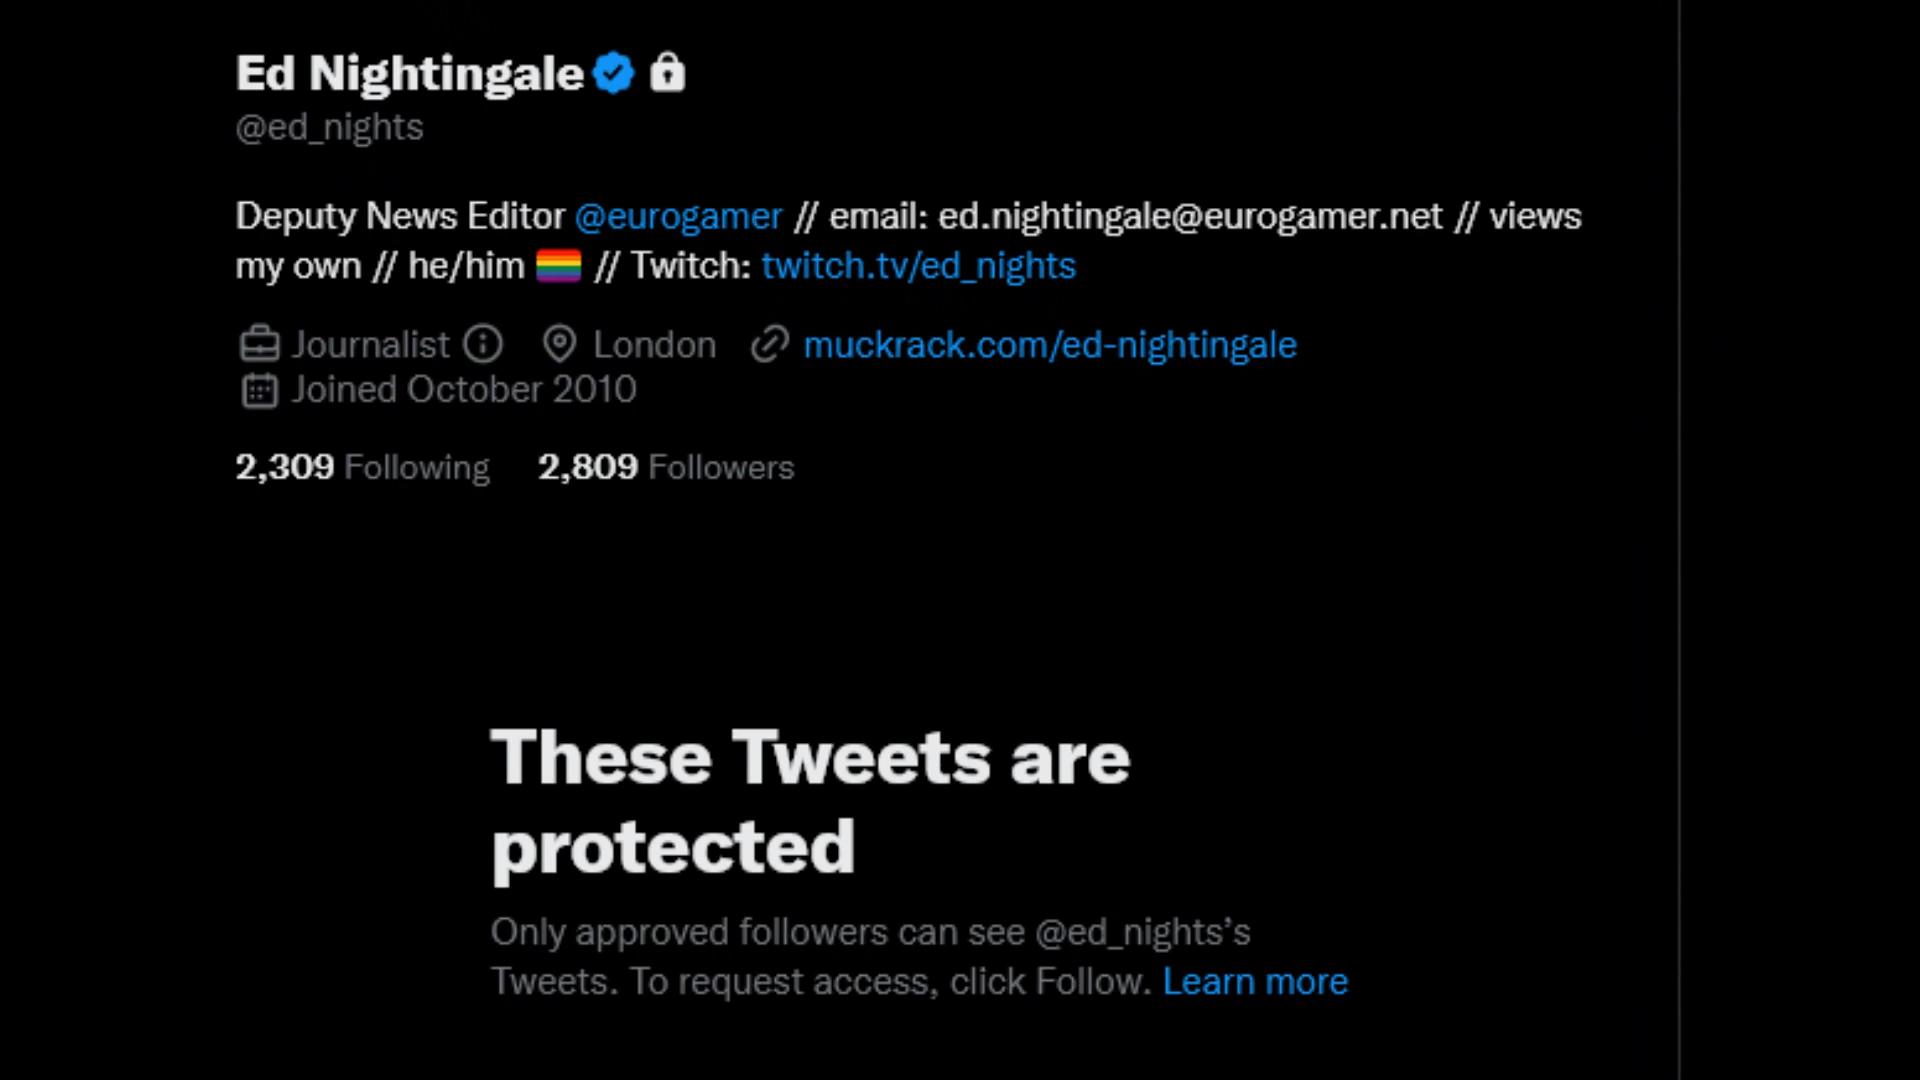 Ed Nightingale
@ed_nights
Deputy News Editor @eurogamer // email: ed.nightingale@eurogamer.net // views
my own // he/him 🏳️‍🌈 // Twitch: twitch.tv/ed_nights
Journalist London muckrack.com/ed-nightingale
Joined October 2010
2,309 Following 2,809 Followers
These Tweets are
protected
Only approved followers can see @ed_nights’s
Tweets. To request access, click Follow. Learn more